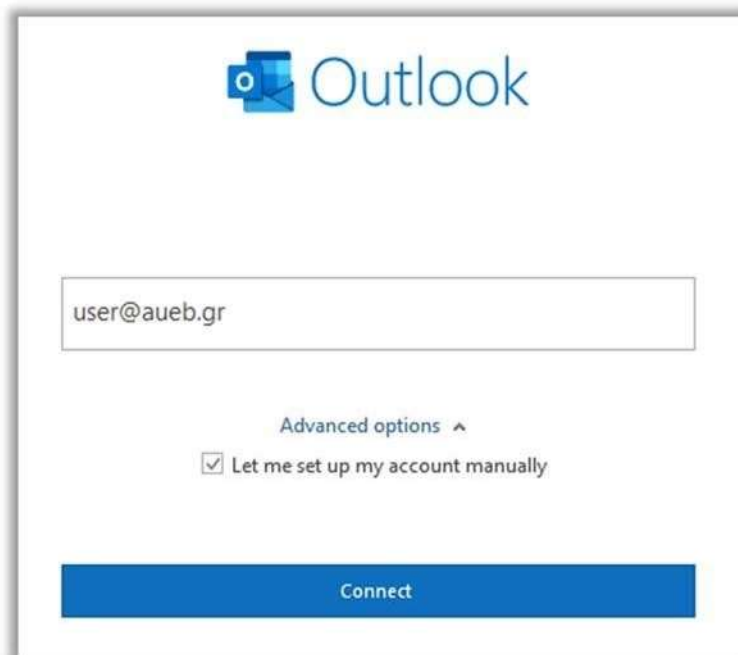 Outlook
user@aueb.gr
Advanced options
Let me set up my account manually
Connect